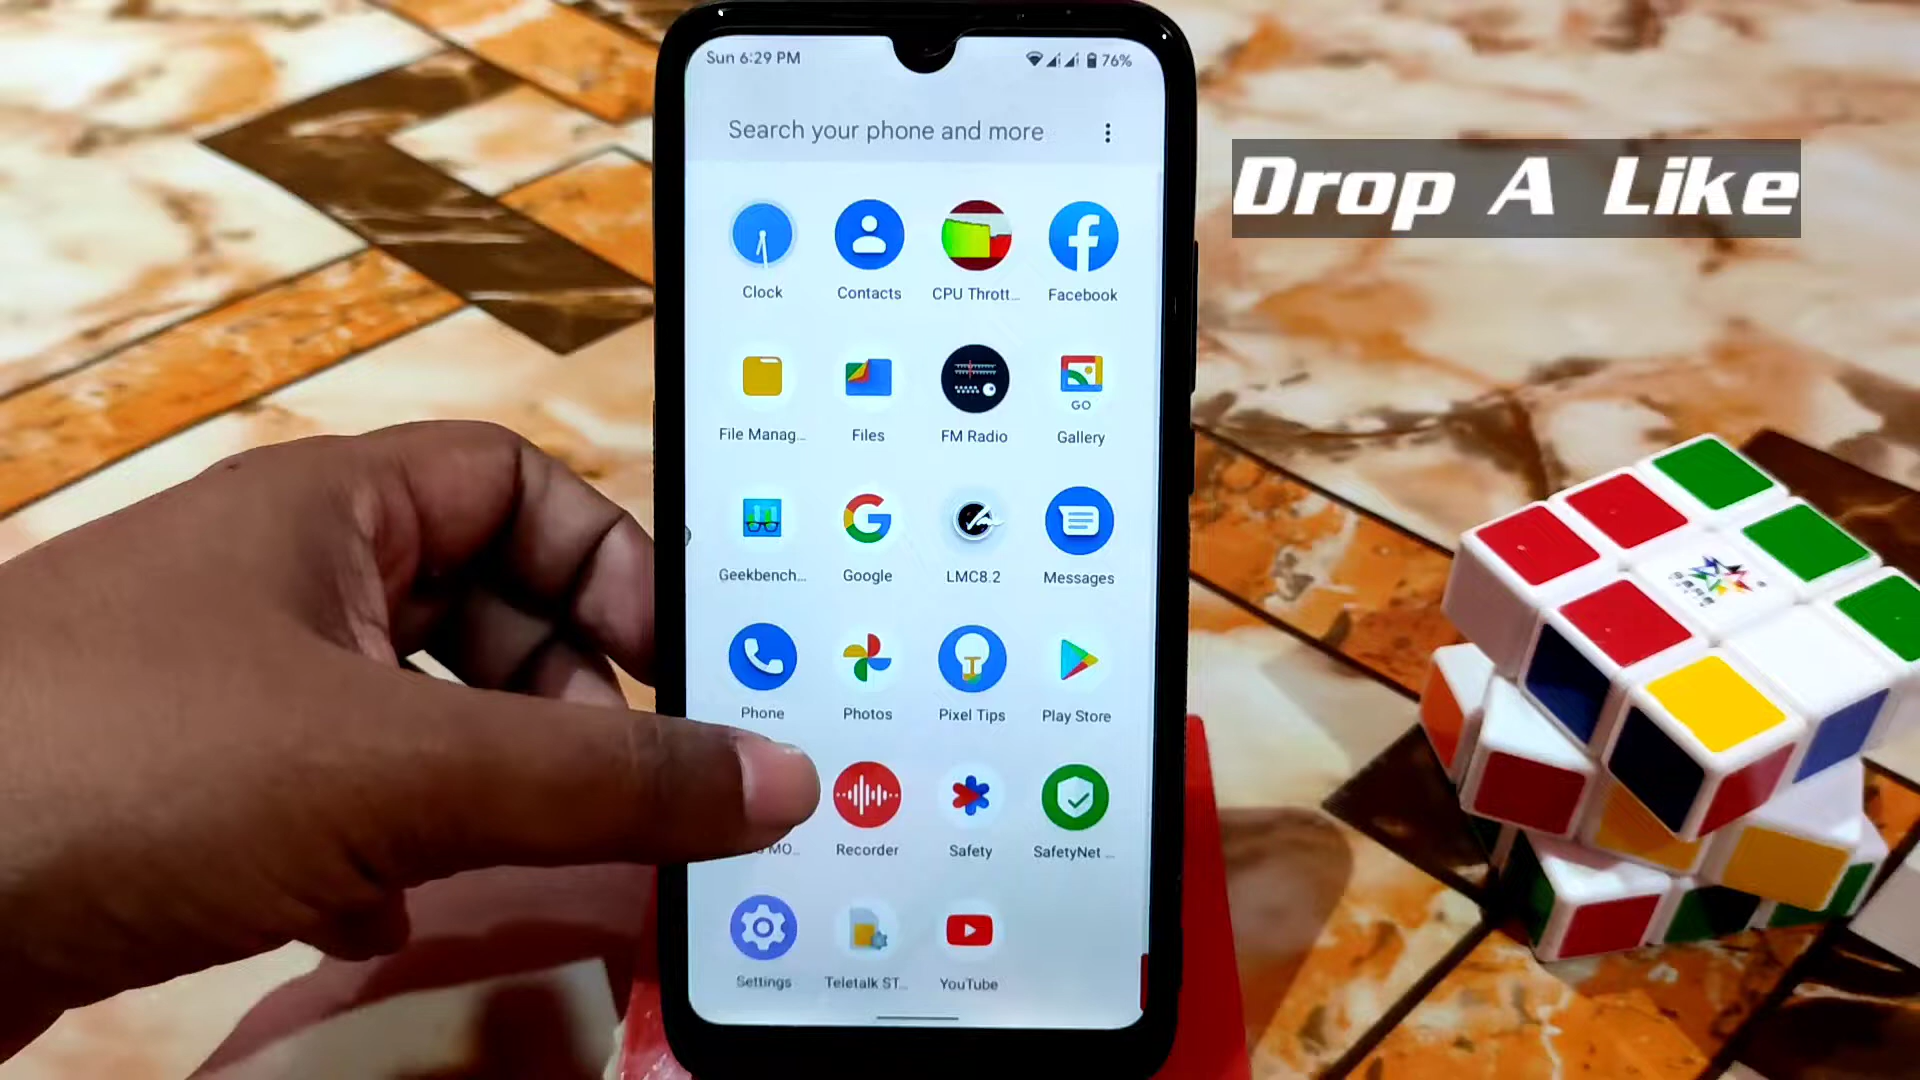 Sun 6:29 PM
76%
Search your phone and more
Drop A Like
Clock
Contacts
CPU Thrott...
Facebook
File Manag...
Files
FM Radio
GO
Gallery
Geekbench...
Google
LMC8.2
Messages
Phone
Photos
Pixel Tips
Play Store
MO...
Recorder
Safety
SafetyNet ...
Settings
Teletalk ST...
YouTube